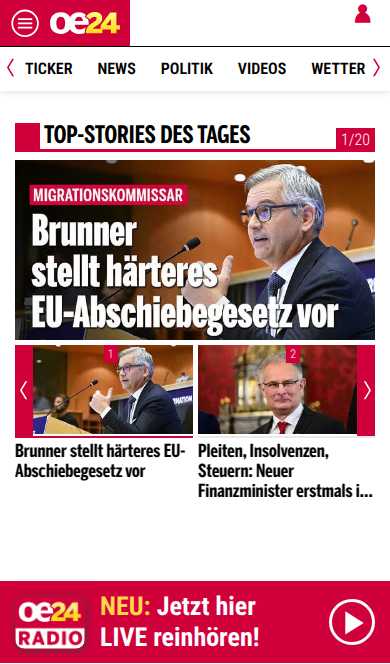 oe24
TICKER NEWS POLITIK VIDEOS WETTER
TOP-STORIES DES TAGES
1/20
MIGRATIONSKOMMISSAR
Brunner
stellt härteres
EU-Abschiebegesetz vor
1
2
Brunner stellt härteres EU-
Abschiebegesetz vor
Pleiten, Insolvenzen,
Steuern: Neuer
Finanzminister erstmals i...
oe24
RADIO
NEU: Jetzt hier
LIVE reinhören!